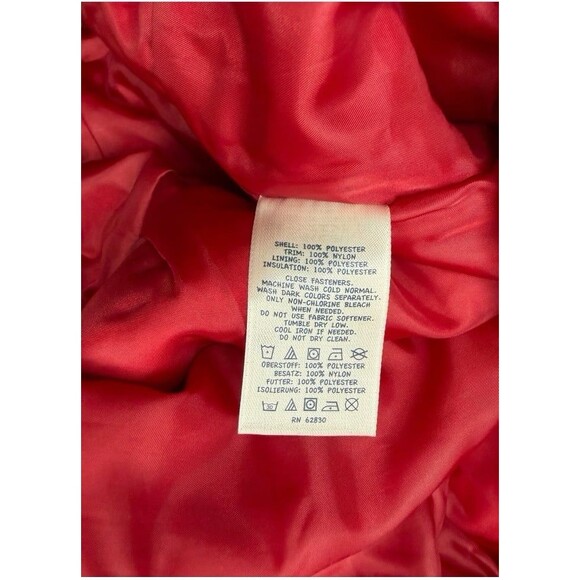 SHELL: 100% POLYESTER
TRIM: 100% NYLON
LINING: 100% POLYESTER
INSULATION: 100% POLYESTER
CLOSE FASTENERS.
MACHINE WASH COLD NORMAL.
WASH DARK COLORS SEPARATELY.
ONLY NON-CHLORINE BLEACH
WHEN NEEDED.
DO NOT USE FABRIC SOFTENER.
TUMBLE DRY LOW.
COOL IRON IF NEEDED.
DO NOT DRY CLEAN.
OBERSTOFF: 100% POLYESTER
BESATZ: 100% NYLON
FUTTER: 100% POLYESTER
ISOLIERUNG: 100% POLYESTER
30
RN 62830